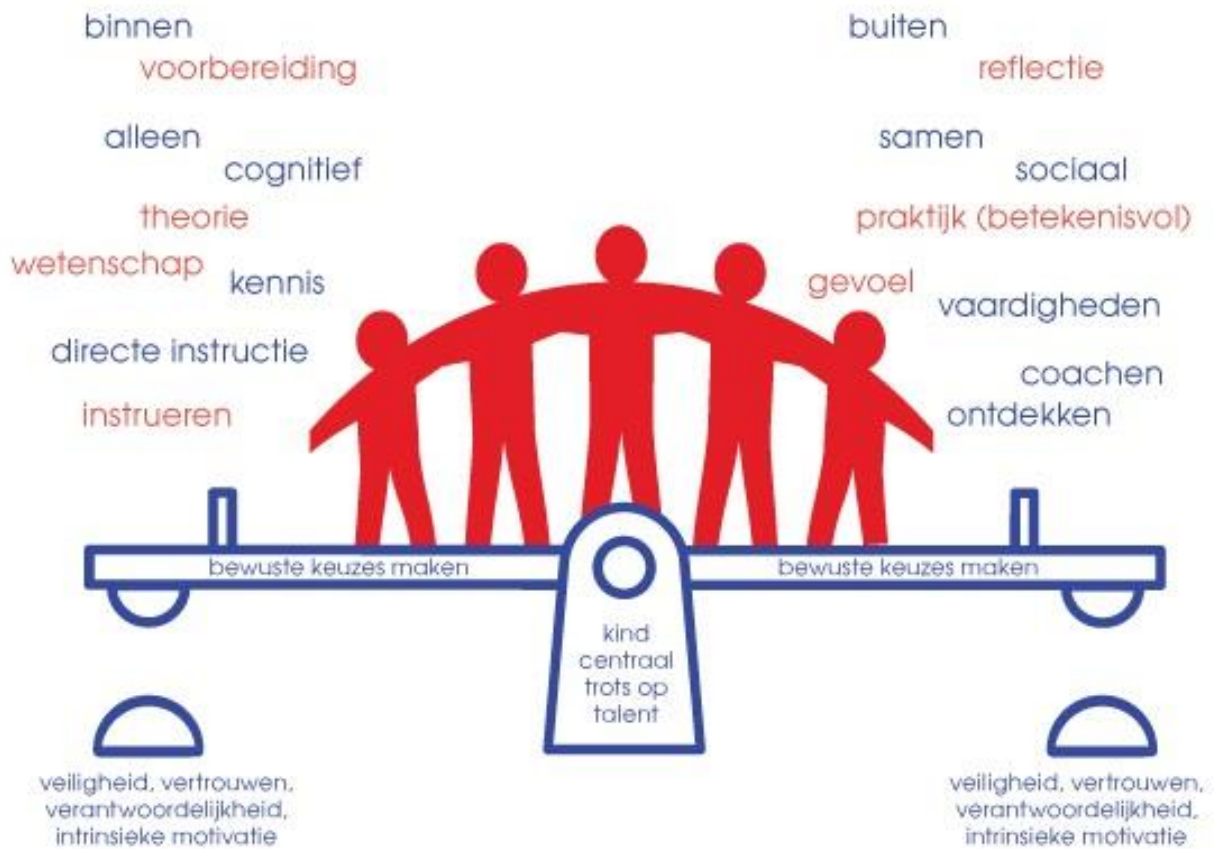 binnen
voorbereiding
alleen
cognitief
theorie
wetenschap
kennis
directe instructie
instrueren
buiten
reflectie
samen
sociaal
praktijk (betekenisvol)
gevoel
vaardigheden
coachen
ontdekken
bewuste keuzes maken
bewuste keuzes maken
kind
centraal
trots op
talent
veiligheid, vertrouwen,
verantwoordelijkheid,
intrinsieke motivatie
veiligheid, vertrouwen,
verantwoordelijkheid,
intrinsieke motivatie